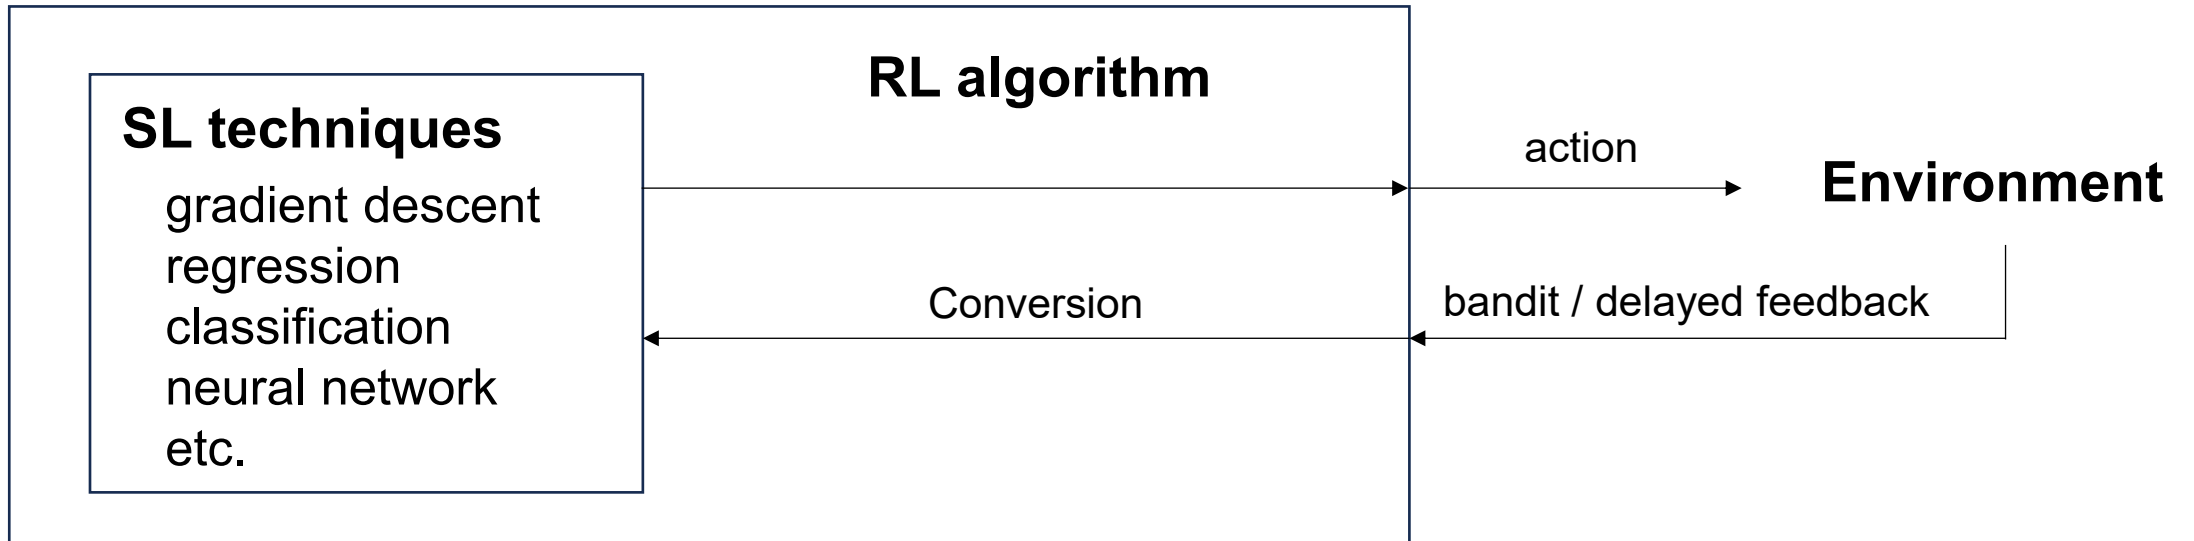 RL algorithm
SL techniques
gradient descent
regression
classification
neural network
etc.
action
Environment
Conversion
bandit / delayed feedback